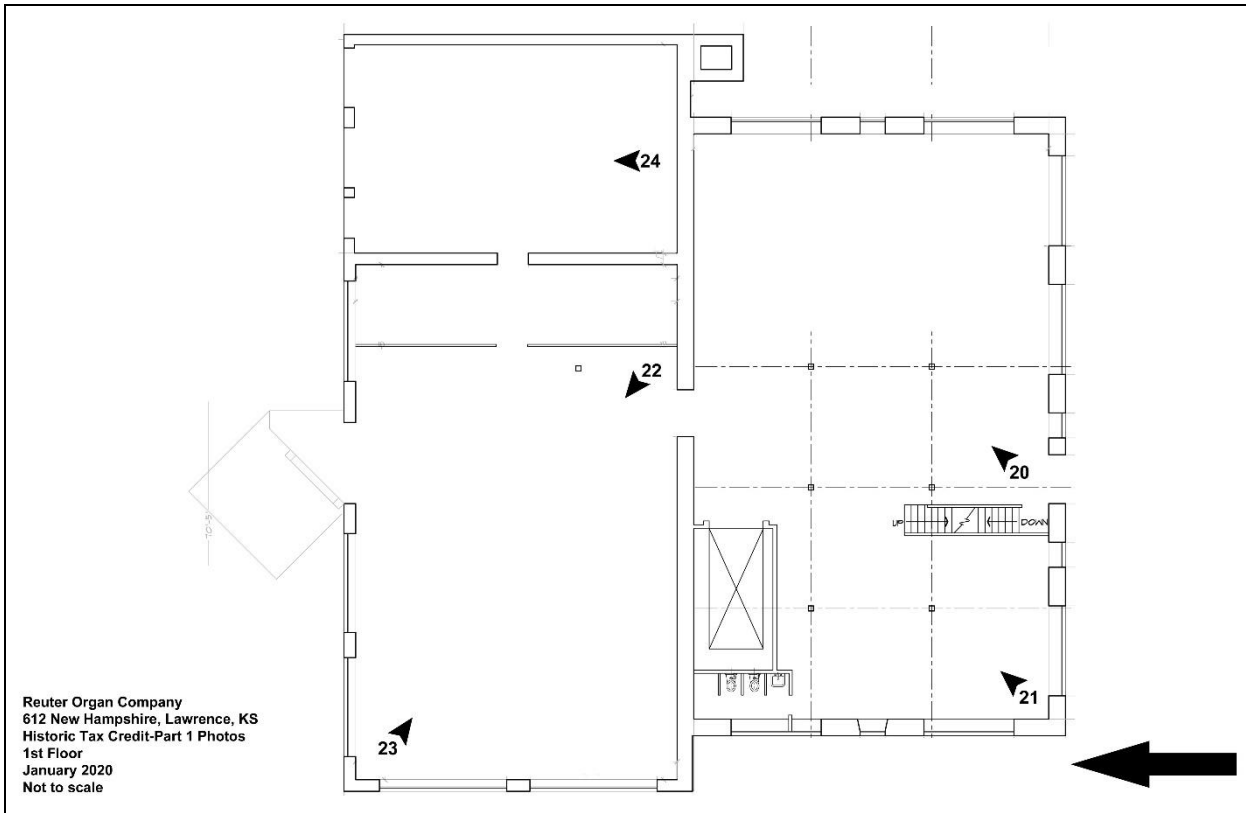 24
22
20
UP
DOWN
21
23
Reuter Organ Company
612 New Hampshire, Lawrence, KS
Historic Tax Credit-Part 1 Photos
1st Floor
January 2020
Not to scale